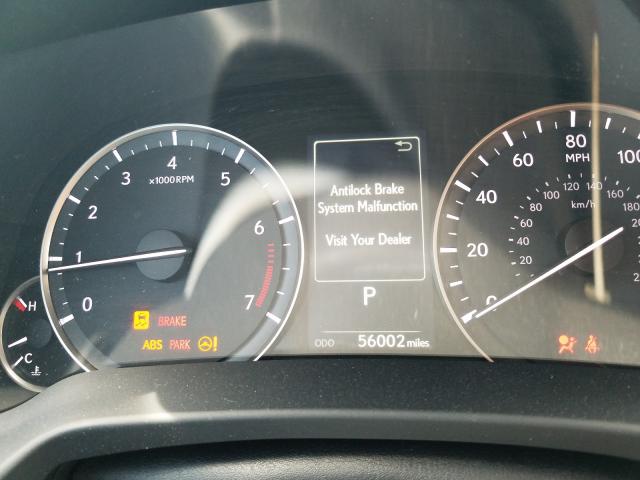 4
3
5
x1000RPM
2
6
1
0
7
H
C
BRAKE
ABS
PARK
!
Antilock Brake
System Malfunction
Visit Your Dealer
P
ODO 56002 miles
80
MPH
60
100
40
20
0
120 140 160
100
180
80
km/h
60
40
20